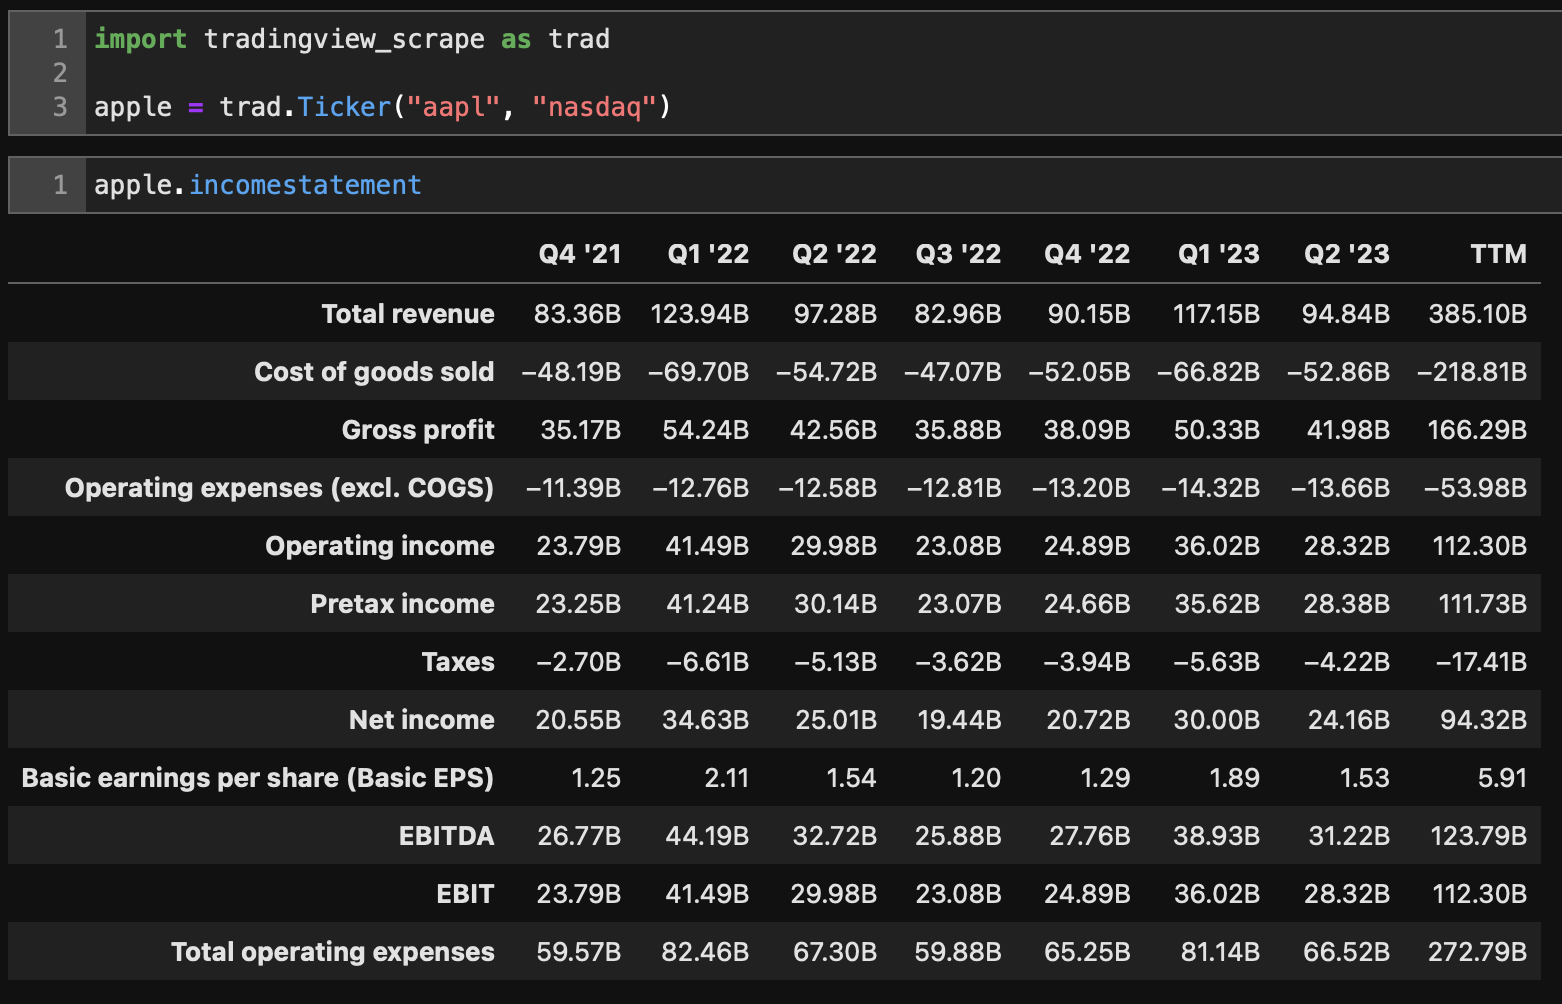 1 import tradingview_scrape as trad
2
3 apple = trad.Ticker("aapl", "nasdaq")
1 apple.incomestatement
Q4 '21 Q1 '22 Q2 '22 Q3 '22 Q4 '22 Q1 '23 Q2 '23 TTM
Total revenue 83.36B 123.94B 97.28B 82.96B 90.15B 117.15B 94.84B 385.10B
Cost of goods sold −48.19B −69.70B −54.72B −47.07B −52.05B −66.82B −52.86B −218.81B
Gross profit 35.17B 54.24B 42.56B 35.88B 38.09B 50.33B 41.98B 166.29B
Operating expenses (excl. COGS) −11.39B −12.76B −12.58B −12.81B −13.20B −14.32B −13.66B −53.98B
Operating income 23.79B 41.49B 29.98B 23.08B 24.89B 36.02B 28.32B 112.30B
Pretax income 23.25B 41.24B 30.14B 23.07B 24.66B 35.62B 28.38B 111.73B
Taxes −2.70B −6.61B −5.13B −3.62B −3.94B −5.63B −4.22B −17.41B
Net income 20.55B 34.63B 25.01B 19.44B 20.72B 30.00B 24.16B 94.32B
Basic earnings per share (Basic EPS) 1.25 2.11 1.54 1.20 1.29 1.89 1.53 5.91
EBITDA 26.77B 44.19B 32.72B 25.88B 27.76B 38.93B 31.22B 123.79B
EBIT 23.79B 41.49B 29.98B 23.08B 24.89B 36.02B 28.32B 112.30B
Total operating expenses 59.57B 82.46B 67.30B 59.88B 65.25B 81.14B 66.52B 272.79B